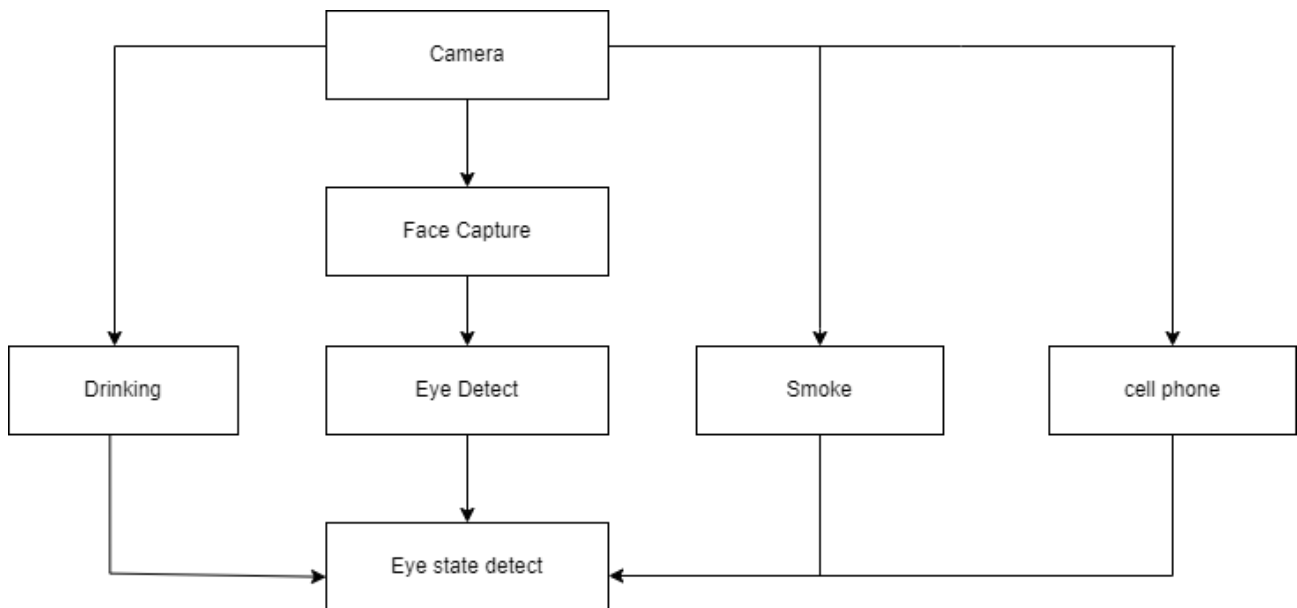 Camera
Face Capture
Drinking
Eye Detect
Smoke
cell phone
Eye state detect